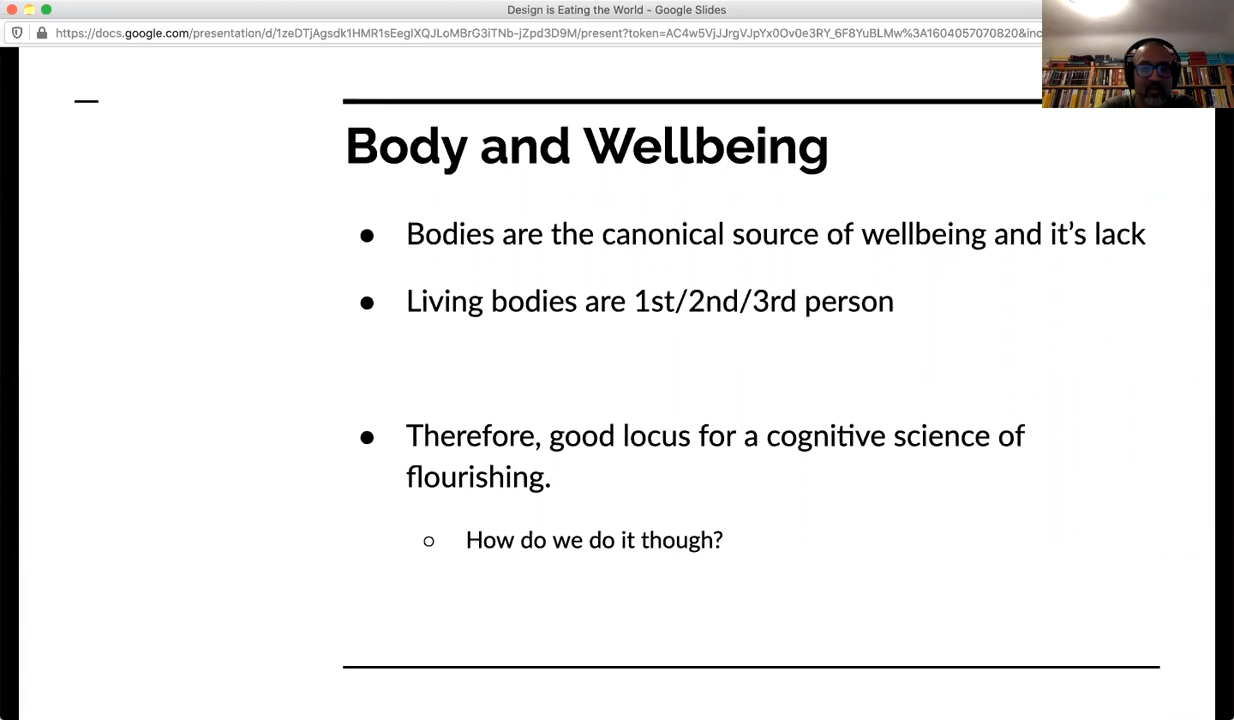 Design is Eating the World - Google Slides
https://docs.google.com/presentation/d/1zeDTjAgsdk1HMR1sEeglXQJLoMBrG3iTNb-jZpd3D9M/present?token=AC4w5VjJJrgVJpYx0Ov0e3RY_6F8YuBLMw%3A1604057070820&inc
Body and Wellbeing
● Bodies are the canonical source of wellbeing and it’s lack
● Living bodies are 1st/2nd/3rd person
● Therefore, good locus for a cognitive science of
flourishing.
○ How do we do it though?